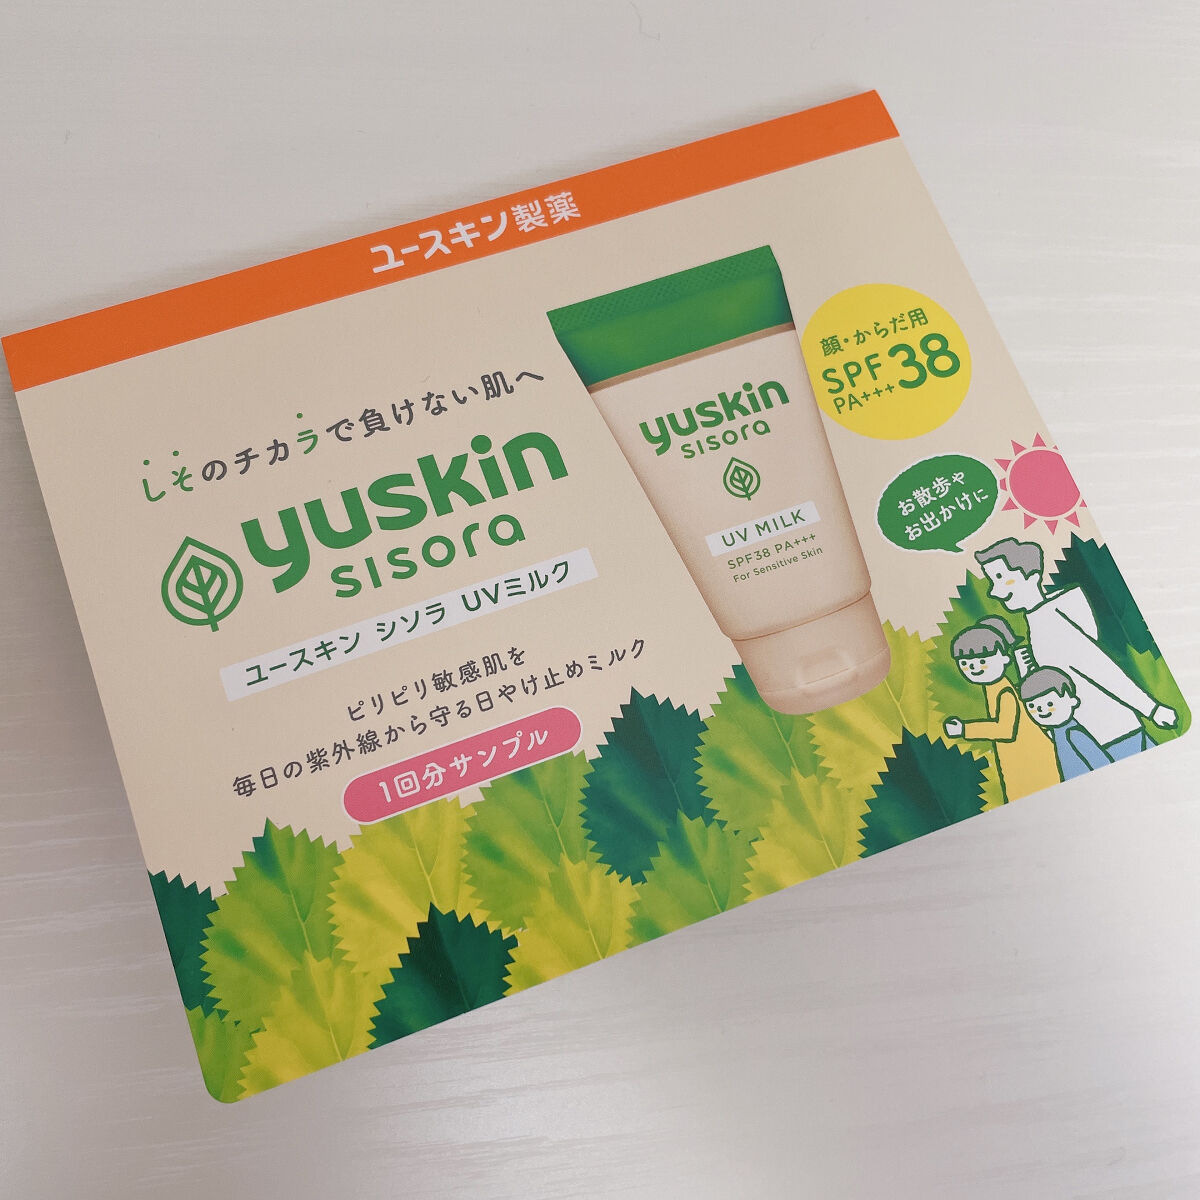 ユースキン製薬
しそのチカラで負けない肌へ
yuskin
sisora
ユースキン シソラ UVミルク
ピリピリ敏感肌を
毎日の紫外線から守る日やけ止めミルク
1回分サンプル
yuskin
sisora
UV MILK
SPF38 PA+++
For Sensitive Skin
顔・からだ用
SPF38
PA+++
お散歩や
お出かけに